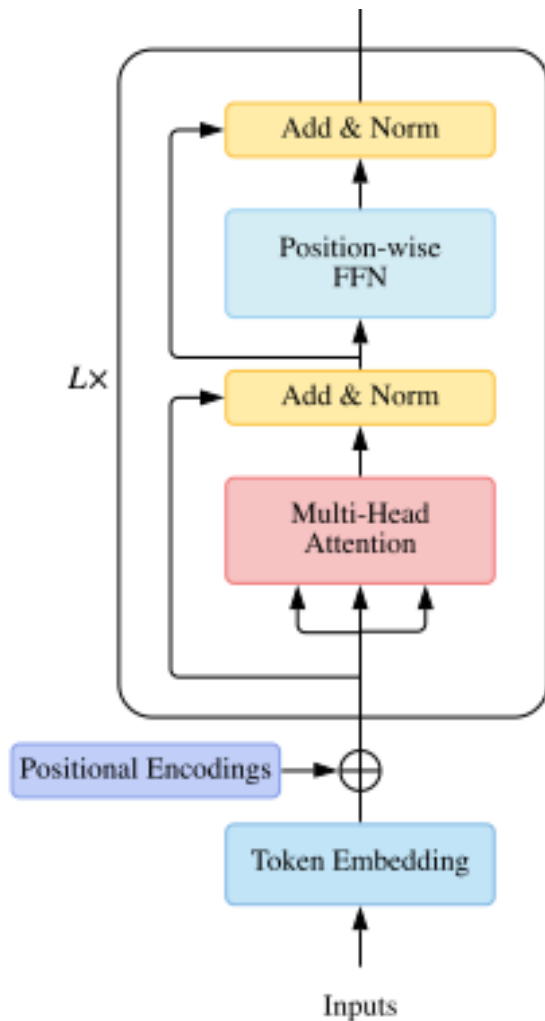 Add & Norm
Position-wise
FFN
L×
Add & Norm
Multi-Head
Attention
Positional Encodings
Token Embedding
Inputs